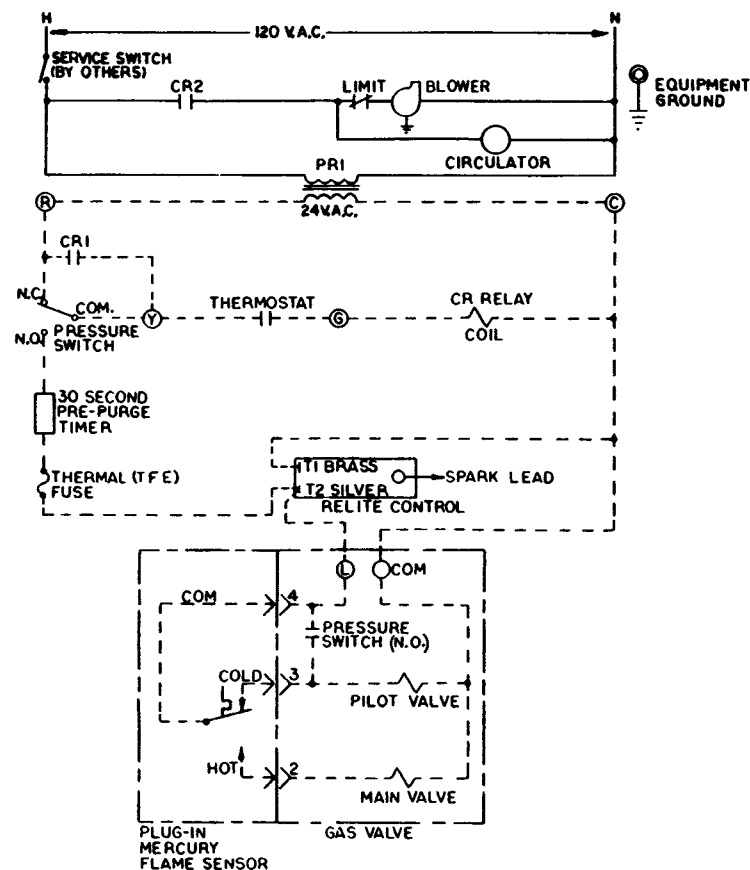 H
N
120 V.A.C.
SERVICE SWITCH
(BY OTHERS)
CR2
LIMIT
BLOWER
EQUIPMENT
GROUND
CIRCULATOR
PR1
R
24V.A.C.
C
CR1
N.C.
COM.
Y
THERMOSTAT
G
CR RELAY
COIL
N.O.
PRESSURE
SWITCH
30 SECOND
PRE-PURGE
TIMER
THERMAL (TFE)
FUSE
T1 BRASS
T2 SILVER
SPARK LEAD
RELITE CONTROL
L
COM
COM
4
PRESSURE
SWITCH (N.O.)
COLD
3
PILOT VALVE
HOT
2
MAIN VALVE
PLUG-IN
MERCURY
FLAME SENSOR
GAS VALVE